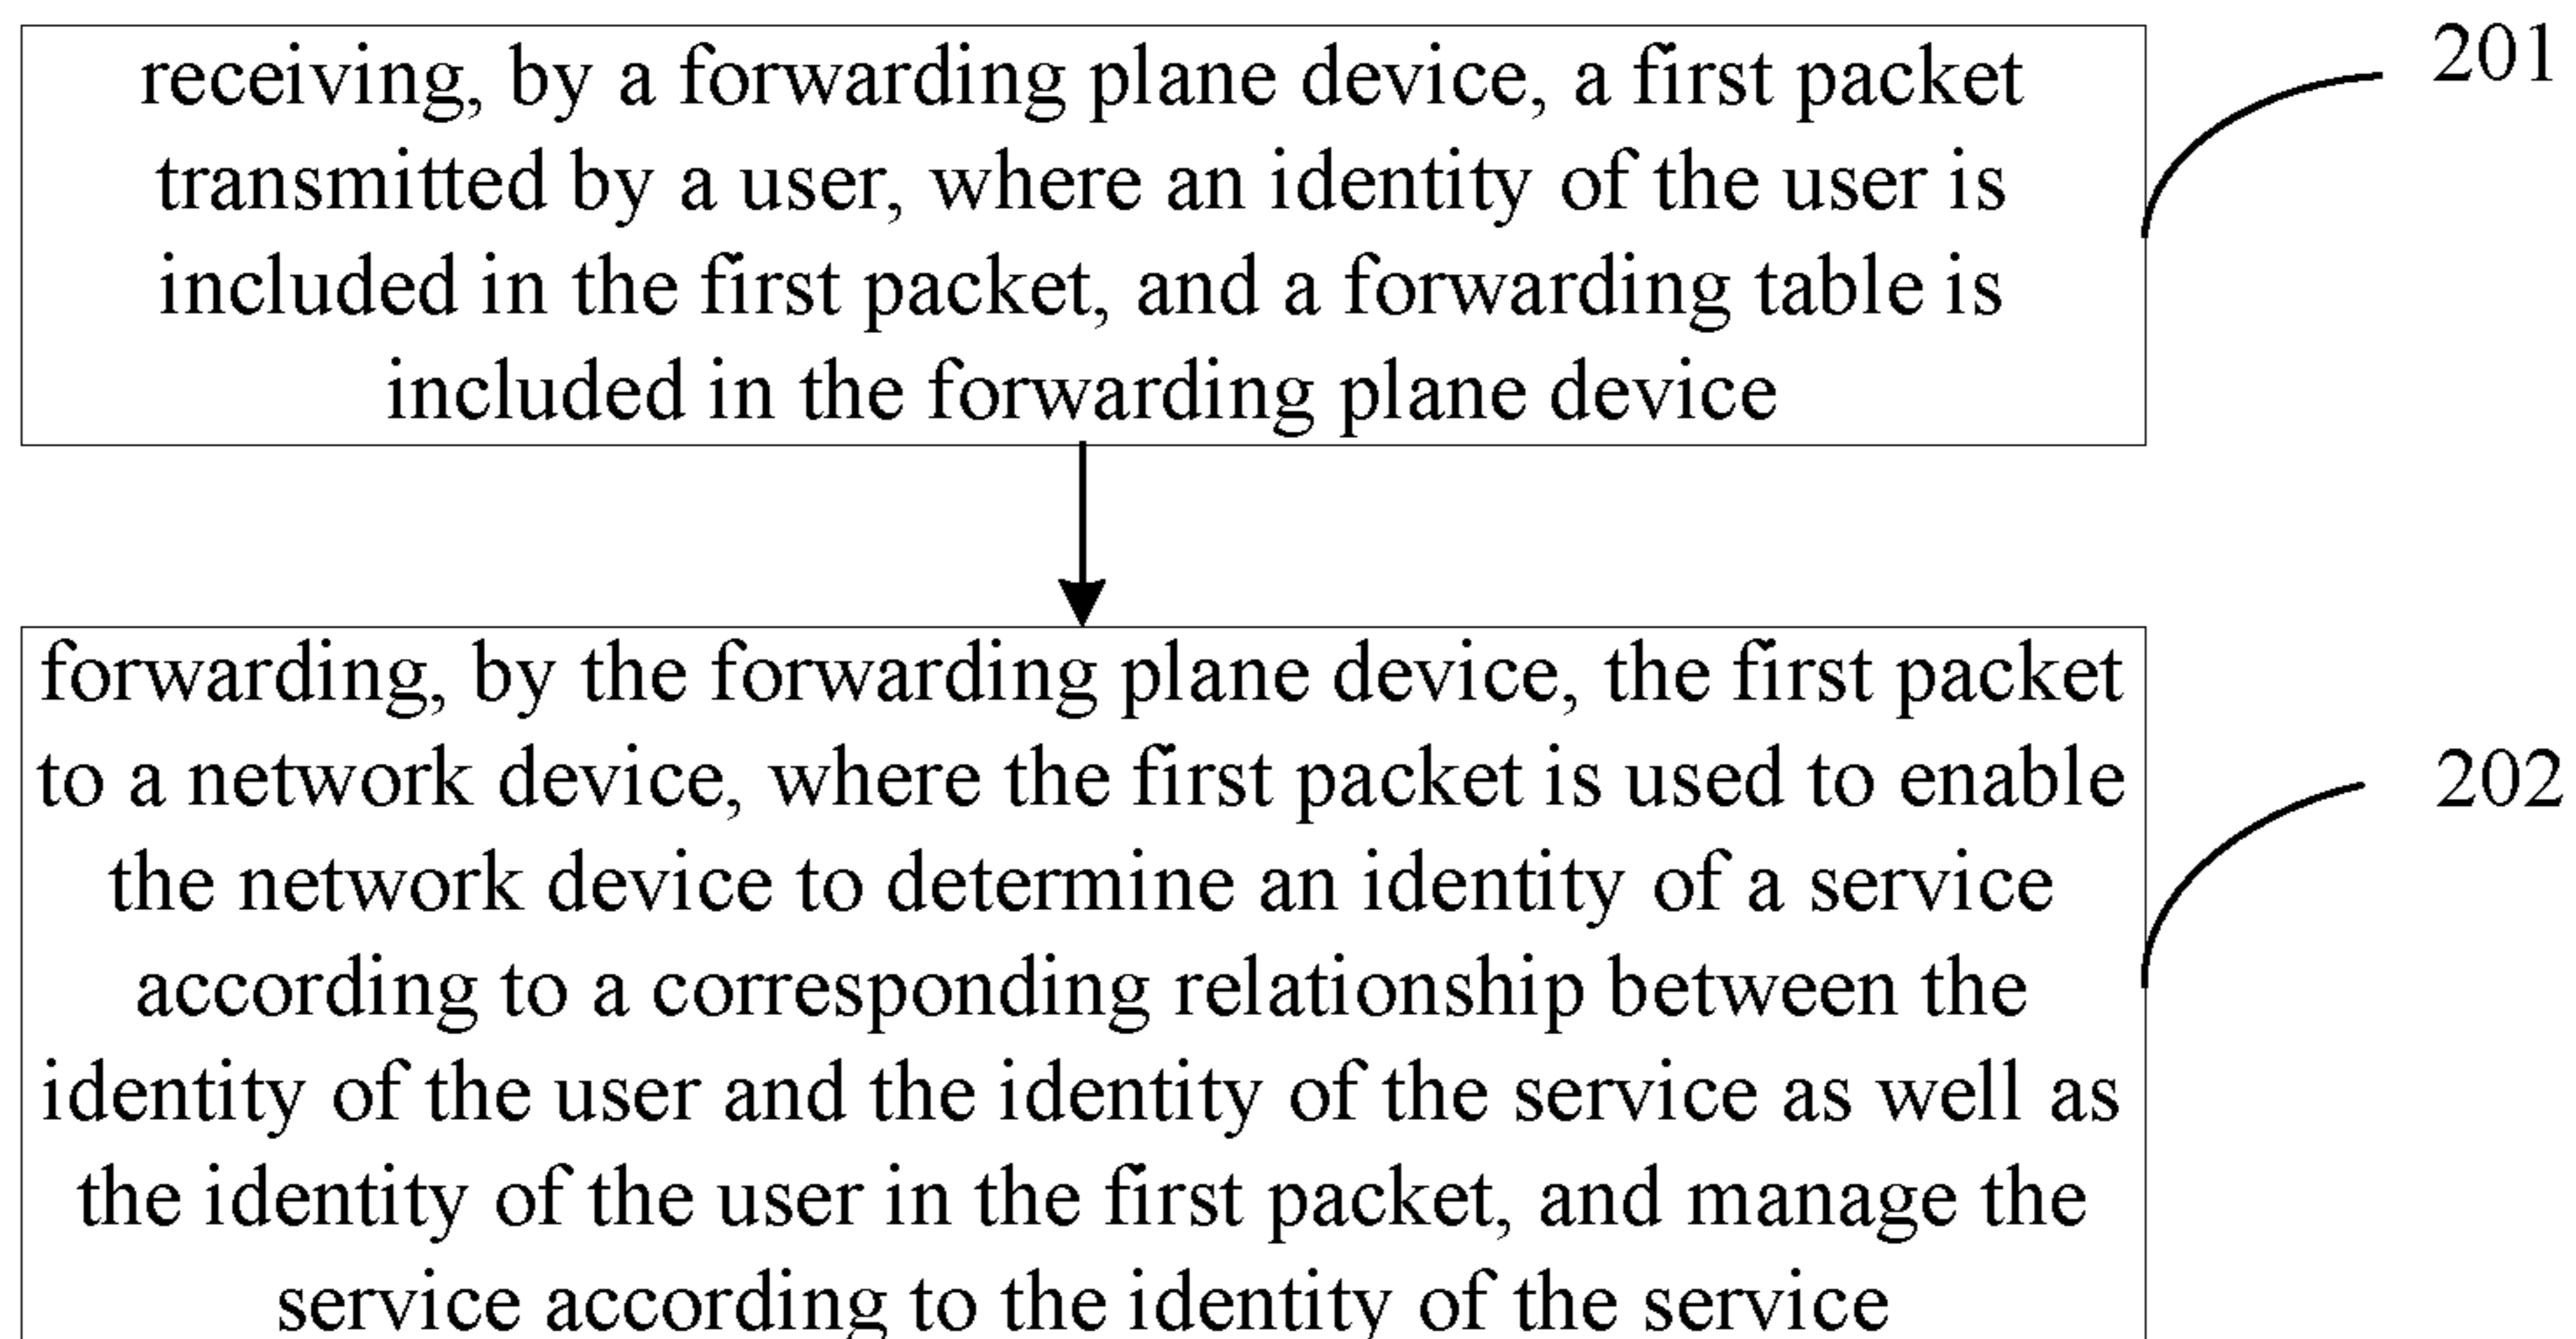 receiving, by a forwarding plane device, a first packet
transmitted by a user, where an identity of the user is
included in the first packet, and a forwarding table is
included in the forwarding plane device
201
forwarding, by the forwarding plane device, the first packet
to a network device, where the first packet is used to enable
the network device to determine an identity of a service
according to a corresponding relationship between the
identity of the user and the identity of the service as well as
the identity of the user in the first packet, and manage the
service according to the identity of the service
202